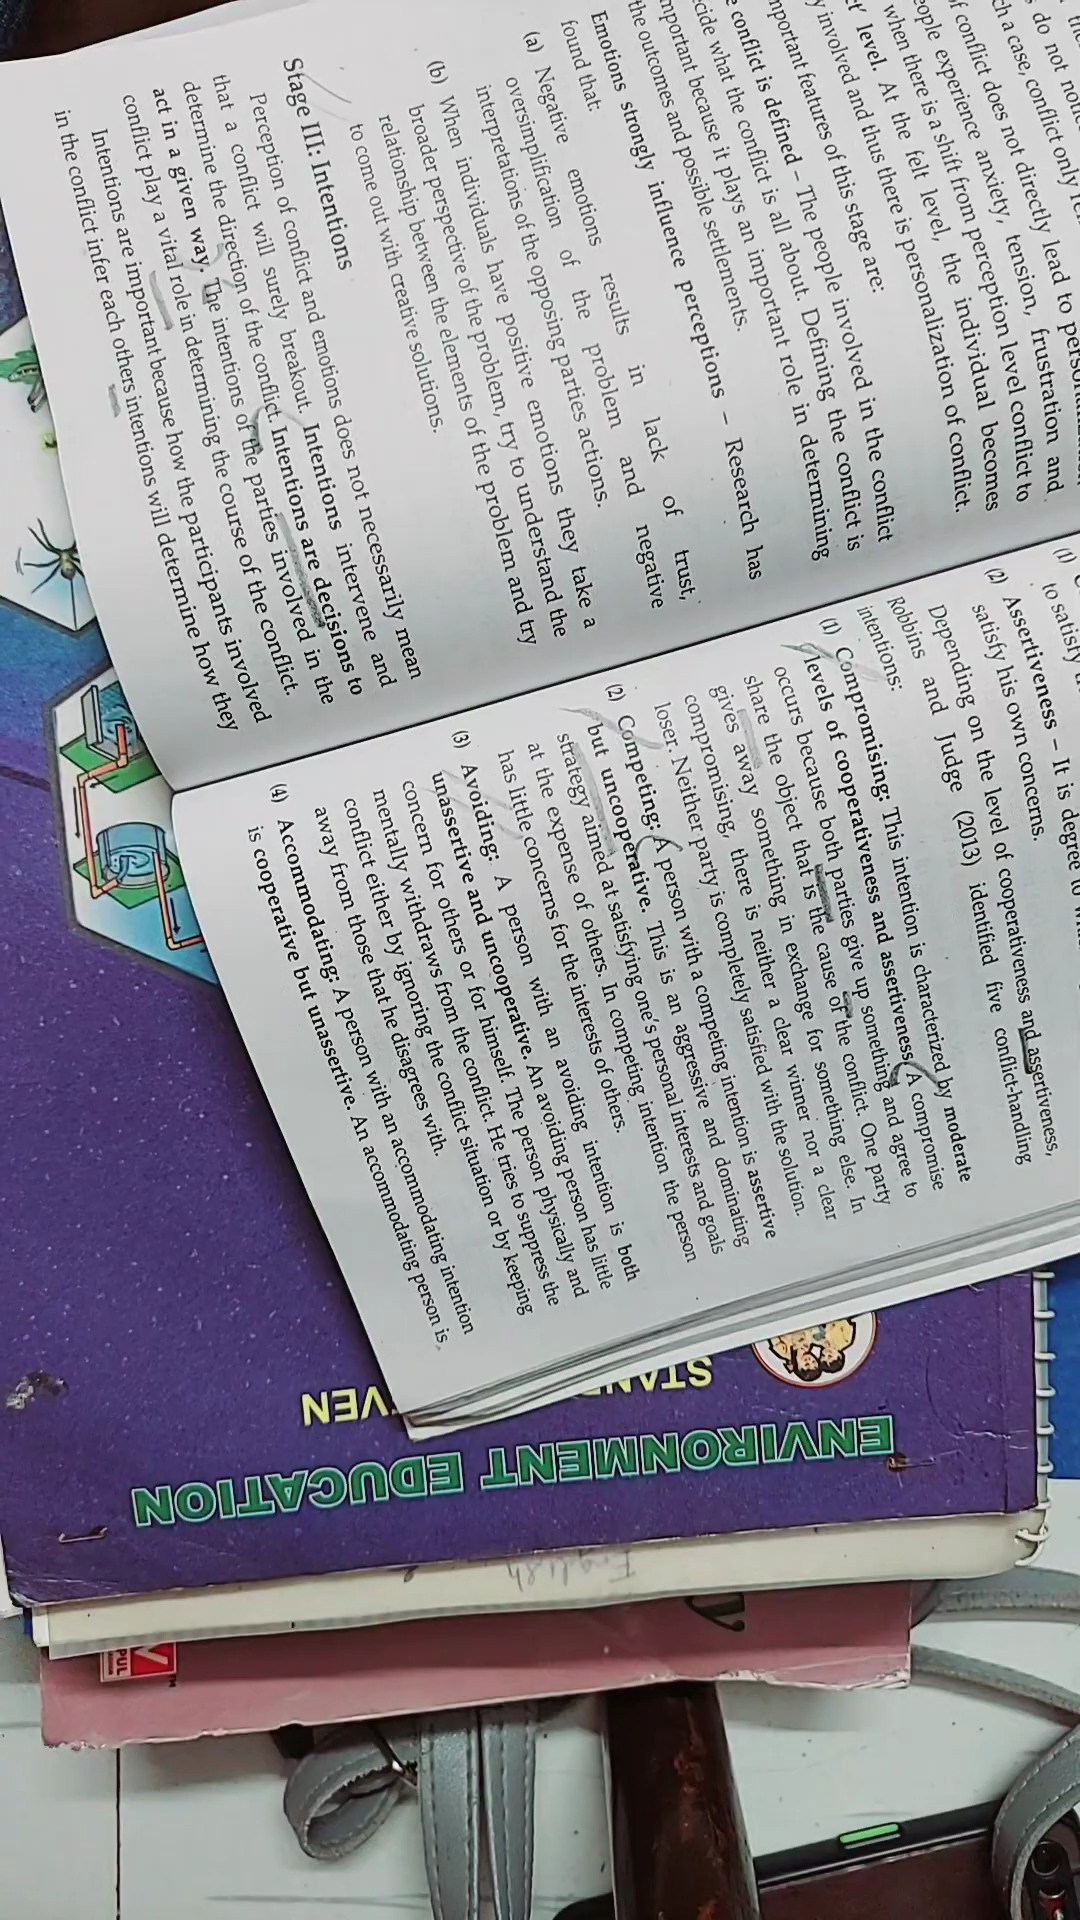 do not notice
ch a case, conflict only re
of conflict does not directly lead to person
eople experience anxiety, tension, frustration and
when there is a shift from perception level conflict to
level. At the felt level, the individual becomes
y involved and thus there is personalization of conflict.
mportant features of this stage are:
e conflict is defined – The people involved in the conflict
cide what the conflict is all about. Defining the conflict is
mportant because it plays an important role in determining
the outcomes and possible settlements.
Emotions strongly influence perceptions – Research has
found that:
(a) Negative emotions results in lack of trust,
oversimplification of the problem and negative
interpretations of the opposing parties actions.
(b) When individuals have positive emotions they take a
broader perspective of the problem, try to understand the
relationship between the elements of the problem and try
to come out with creative solutions.
Stage III: Intentions
Perception of conflict and emotions does not necessarily mean
that a conflict will surely breakout. Intentions intervene and
determine the direction of the conflict. Intentions are decisions to
act in a given way. The intentions of the parties involved in the
conflict play a vital role in determining the course of the conflict.
Intentions are important because how the participants involved
in the conflict infer each others intentions will determine how they
(1)
to satisfy
(2) Assertiveness – It is degree to
satisfy his own concerns.
Depending on the level of cooperativeness and assertiveness,
Robbins and Judge (2013) identified five conflict-handling
intentions:
(1) Compromising: This intention is characterized by moderate
levels of cooperativeness and assertiveness. A compromise
occurs because both parties give up something and agree to
share the object that is the cause of the conflict. One party
gives away something in exchange for something else. In
compromising, there is neither a clear winner nor a clear
loser. Neither party is completely satisfied with the solution.
(2) Competing: A person with a competing intention is assertive
but uncooperative. This is an aggressive and dominating
strategy aimed at satisfying one's personal interests and goals
at the expense of others. In competing intention the person
has little concerns for the interests of others.
(3) Avoiding: A person with an avoiding intention is both
unassertive and uncooperative. An avoiding person has little
concern for others or for himself. The person physically and
mentally withdraws from the conflict. He tries to suppress the
conflict either by ignoring the conflict situation or by keeping
away from those that he disagrees with.
(4) Accommodating: A person with an accommodating intention
is cooperative but unassertive. An accommodating person is,
STAND VEN
ENVIRONMENT EDUCATION
English
PUL